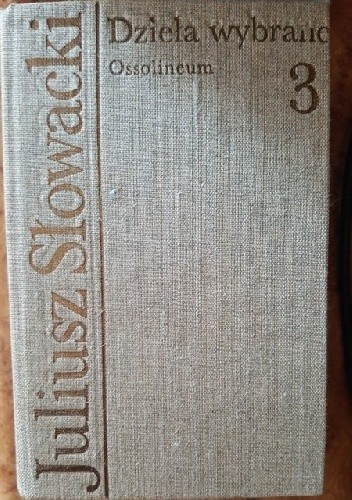 Juliusz Słowacki
Dzieła wybrane
Ossolineum
3